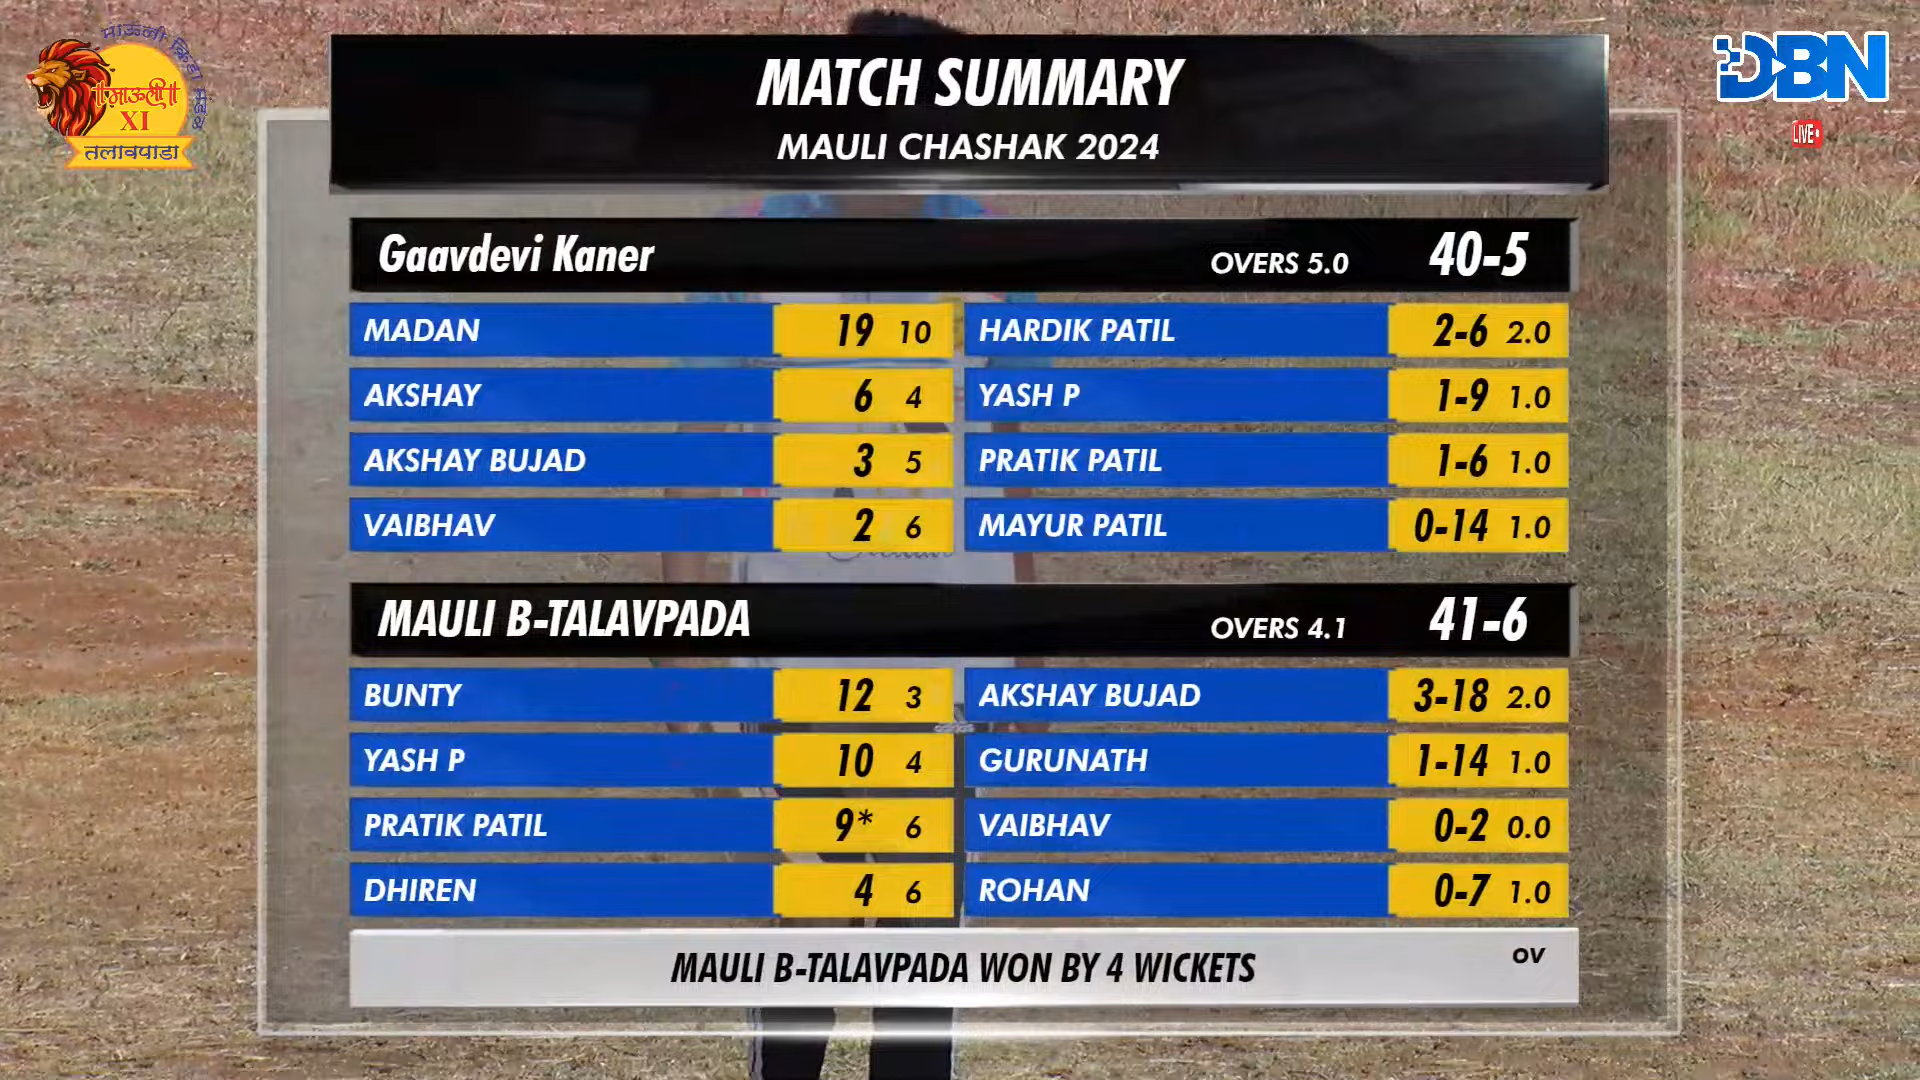 माऊली क्रिडा मंडळ
॥माऊली॥
XI
तलावपाडा
DBN
LIVE
MATCH SUMMARY
MAULI CHASHAK 2024
Gaavdevi Kaner OVERS 5.0 40-5
MADAN 19 10 HARDIK PATIL 2-6 2.0
AKSHAY 6 4 YASH P 1-9 1.0
AKSHAY BUJAD 3 5 PRATIK PATIL 1-6 1.0
VAIBHAV 2 6 MAYUR PATIL 0-14 1.0
MAULI B-TALAVPADA OVERS 4.1 41-6
BUNTY 12 3 AKSHAY BUJAD 3-18 2.0
YASH P 10 4 GURUNATH 1-14 1.0
PRATIK PATIL 9* 6 VAIBHAV 0-2 0.0
DHIREN 4 6 ROHAN 0-7 1.0
MAULI B-TALAVPADA WON BY 4 WICKETS OV